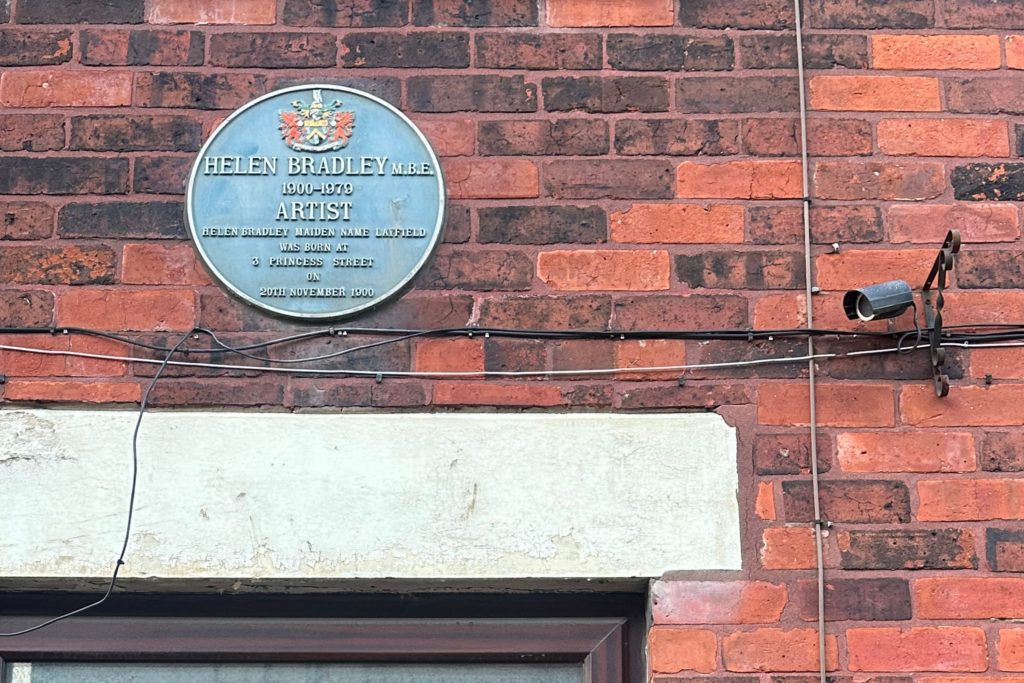 HELEN BRADLEY M.B.E.
1900-1979
ARTIST
HELEN BRADLEY MAIDEN NAME LAYFIELD
WAS BORN AT
3 PRINCESS STREET
ON
20TH NOVEMBER 1900